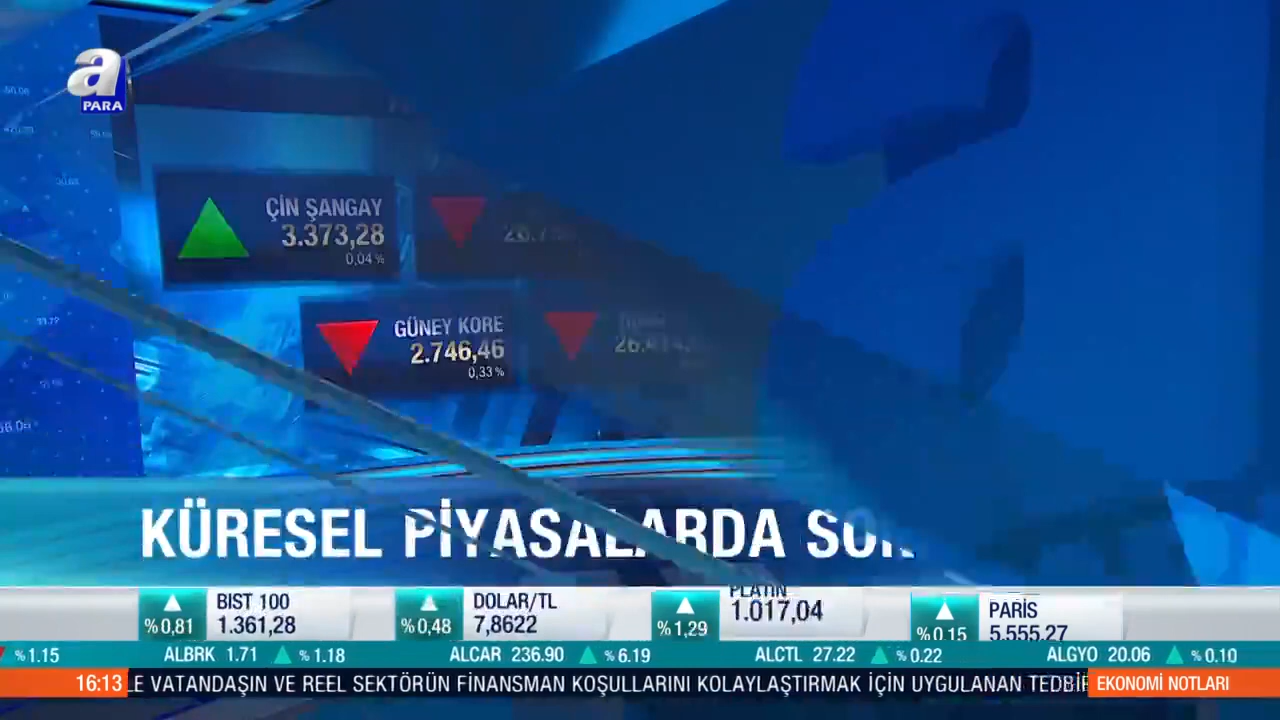 a
PARA
ÇİN ŞANGAY
3.373,28
0,04 %
GÜNEY KORE
2.746,46
0,33 %
KÜRESEL PİYASALARDA
BIST 100
% 0,81
1.361,28
DOLAR/TL
% 0,48
7,8622
PLATİN
% 1,29
1.017,04
PARİS
% 0.15
5.555,27
% 1.15
ALBRK 1.71 % 1.18
ALCAR 236.90 % 6.19
ALCTL 27.22 % 0.22
ALGYO 20.06 % 0.10
16:13
LE VATANDAŞIN VE REEL SEKTÖRÜN FİNANSMAN KOŞULLARINI KOLAYLAŞTIRMAK İÇİN UYGULANAN
EKONOMİ NOTLARI